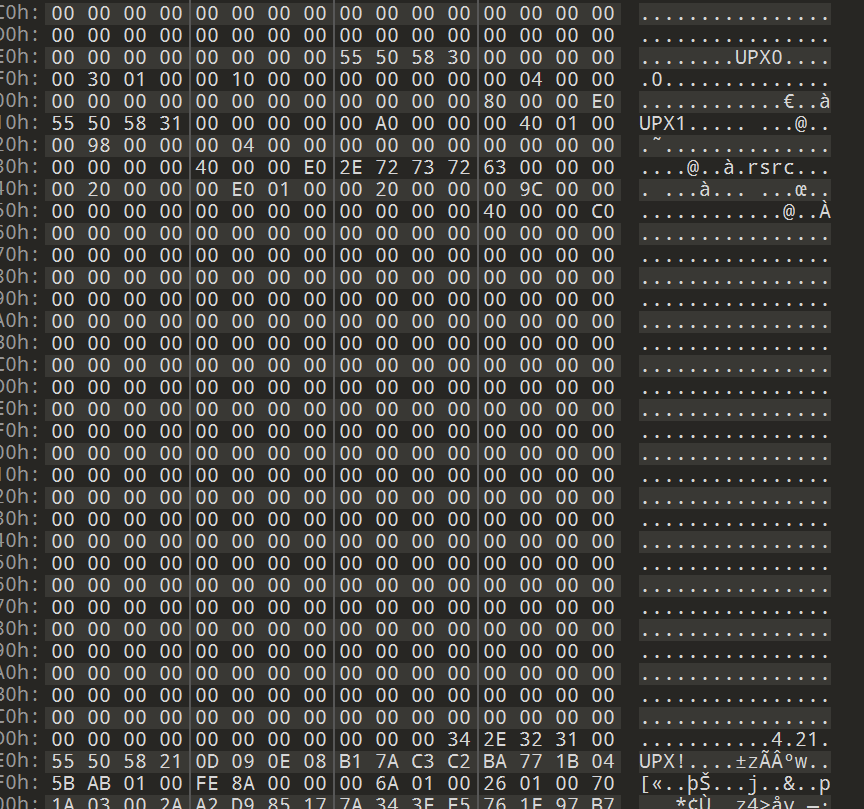 C0h: 00 00 00 00 00 00 00 00 00 00 00 00 00 00 00 00 ................
D0h: 00 00 00 00 00 00 00 00 00 00 00 00 00 00 00 00 ................
E0h: 00 00 00 00 00 00 00 00 55 50 58 30 00 00 00 00 ........UPX0....
F0h: 00 30 01 00 00 10 00 00 00 00 00 00 00 04 00 00 .0..............
00h: 00 00 00 00 00 00 00 00 00 00 00 00 80 00 00 E0 ............€..à
10h: 55 50 58 31 00 00 00 00 00 A0 00 00 00 40 01 00 UPX1..... ...@..
20h: 00 98 00 00 00 04 00 00 00 00 00 00 00 00 00 00 .˜..............
30h: 00 00 00 00 40 00 00 E0 2E 72 73 72 63 00 00 00 ....@..à.rsrc...
40h: 00 20 00 00 00 E0 01 00 00 20 00 00 00 9C 00 00 . ...à... ...œ..
50h: 00 00 00 00 00 00 00 00 00 00 00 00 40 00 00 C0 ............@..À
60h: 00 00 00 00 00 00 00 00 00 00 00 00 00 00 00 00 ................
70h: 00 00 00 00 00 00 00 00 00 00 00 00 00 00 00 00 ................
80h: 00 00 00 00 00 00 00 00 00 00 00 00 00 00 00 00 ................
90h: 00 00 00 00 00 00 00 00 00 00 00 00 00 00 00 00 ................
A0h: 00 00 00 00 00 00 00 00 00 00 00 00 00 00 00 00 ................
B0h: 00 00 00 00 00 00 00 00 00 00 00 00 00 00 00 00 ................
C0h: 00 00 00 00 00 00 00 00 00 00 00 00 00 00 00 00 ................
D0h: 00 00 00 00 00 00 00 00 00 00 00 00 00 00 00 00 ................
E0h: 00 00 00 00 00 00 00 00 00 00 00 00 00 00 00 00 ................
F0h: 00 00 00 00 00 00 00 00 00 00 00 00 00 00 00 00 ................
00h: 00 00 00 00 00 00 00 00 00 00 00 00 00 00 00 00 ................
10h: 00 00 00 00 00 00 00 00 00 00 00 00 00 00 00 00 ................
20h: 00 00 00 00 00 00 00 00 00 00 00 00 00 00 00 00 ................
30h: 00 00 00 00 00 00 00 00 00 00 00 00 00 00 00 00 ................
40h: 00 00 00 00 00 00 00 00 00 00 00 00 00 00 00 00 ................
50h: 00 00 00 00 00 00 00 00 00 00 00 00 00 00 00 00 ................
60h: 00 00 00 00 00 00 00 00 00 00 00 00 00 00 00 00 ................
70h: 00 00 00 00 00 00 00 00 00 00 00 00 00 00 00 00 ................
80h: 00 00 00 00 00 00 00 00 00 00 00 00 00 00 00 00 ................
90h: 00 00 00 00 00 00 00 00 00 00 00 00 00 00 00 00 ................
A0h: 00 00 00 00 00 00 00 00 00 00 00 00 00 00 00 00 ................
B0h: 00 00 00 00 00 00 00 00 00 00 00 00 00 00 00 00 ................
C0h: 00 00 00 00 00 00 00 00 00 00 00 00 00 00 00 00 ................
D0h: 00 00 00 00 00 00 00 00 00 00 00 34 2E 32 31 00 ...........4.21.
E0h: 55 50 58 21 0D 09 0E 08 B1 7A C3 C2 BA 77 1B 04 UPX!....±zÃÂºw..
F0h: 5B AB 01 00 FE 8A 00 00 00 6A 01 00 26 01 00 70 [«..þŠ...j..&..p
00h: 1A 03 00 2A A2 D9 85 17 7A 34 3E E5 76 1E 97 B7